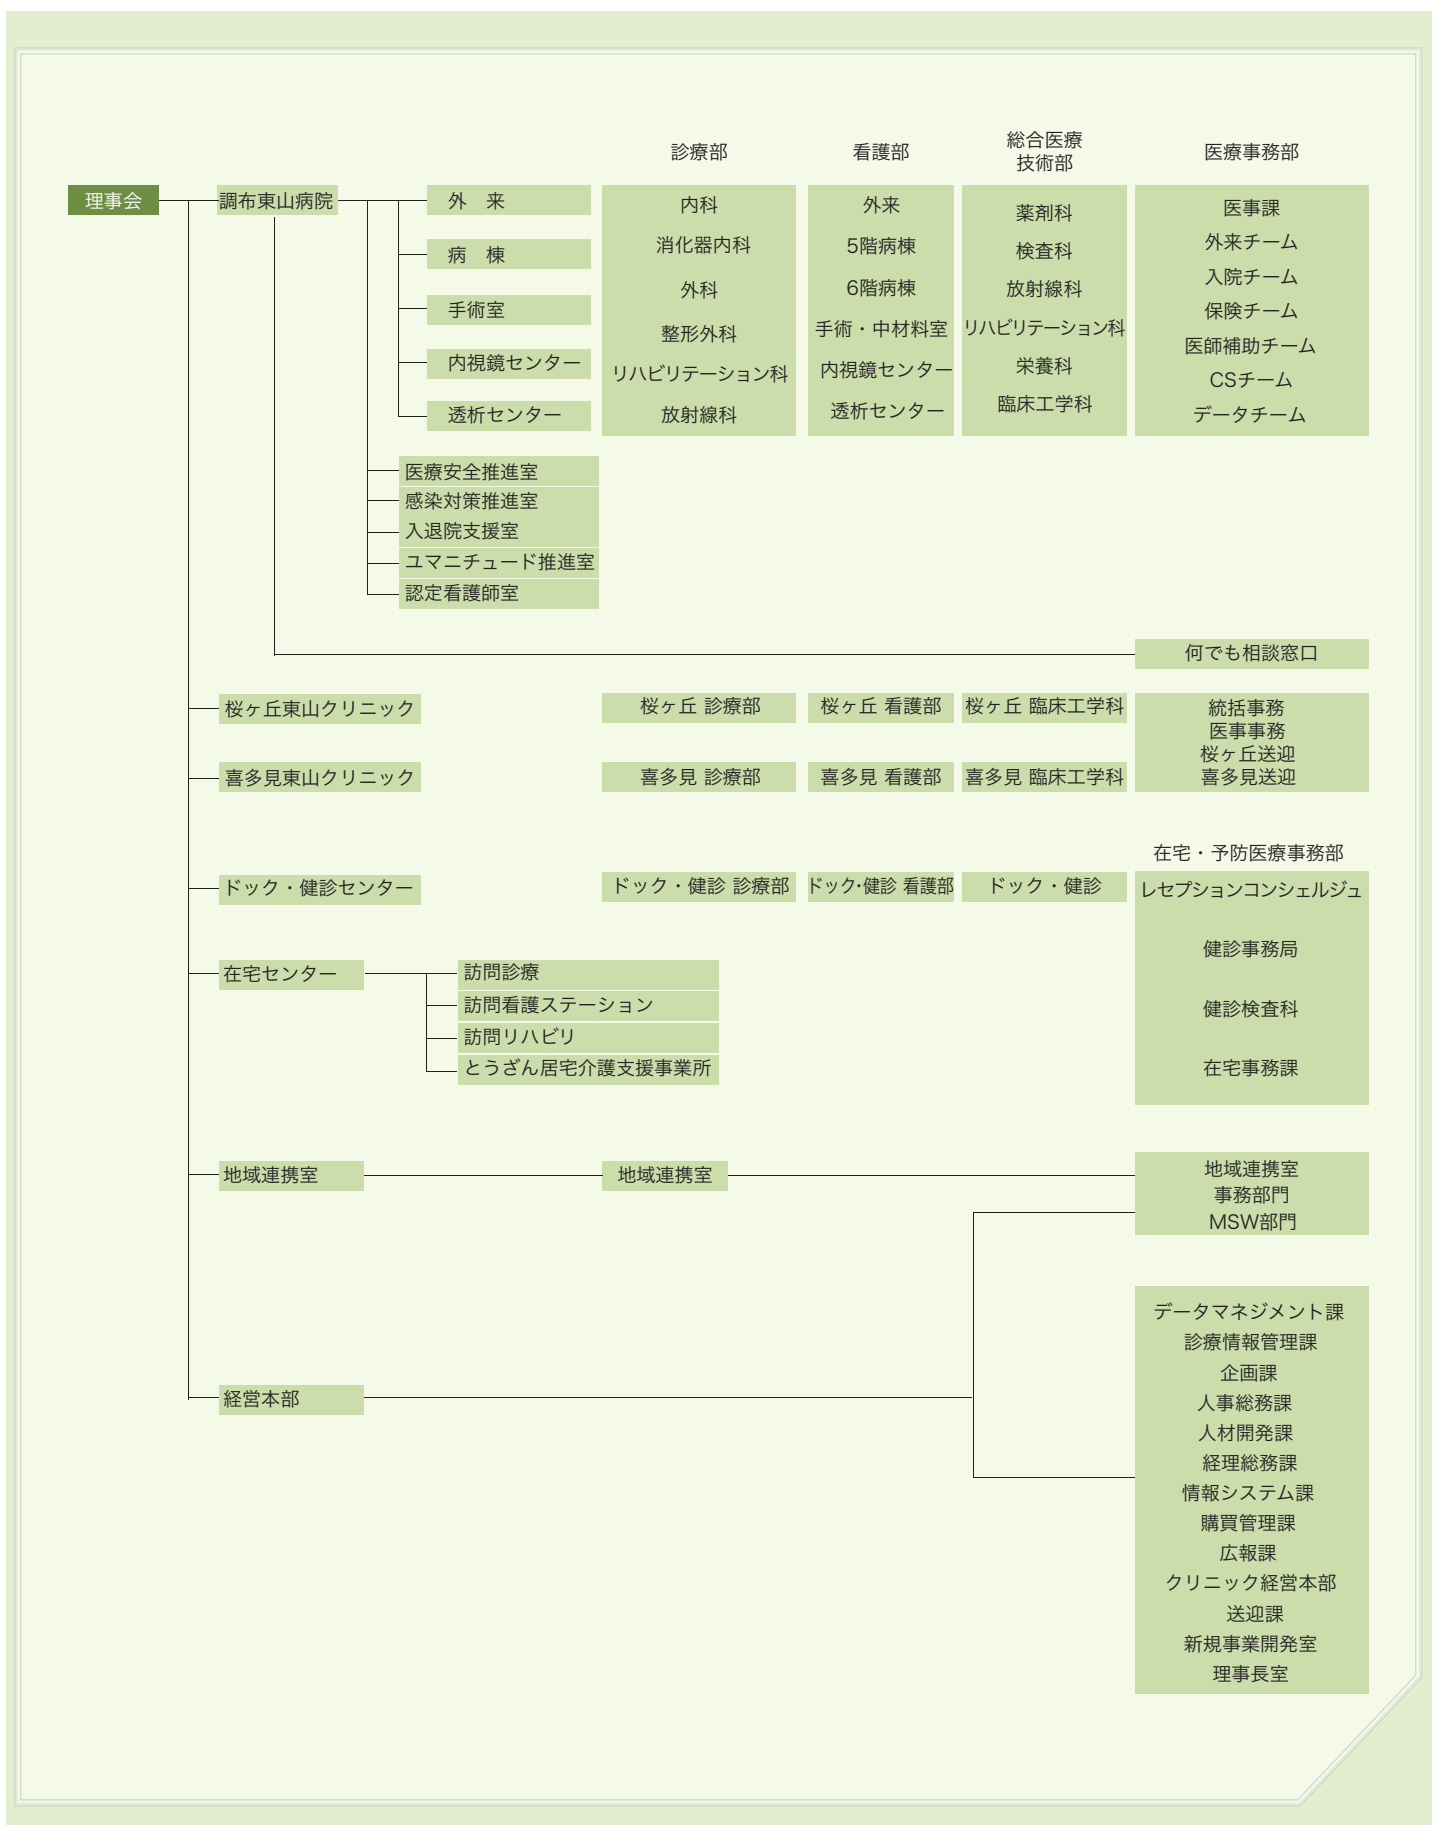 診療部
看護部
総合医療
技術部
医療事務部
理事会
調布東山病院
外　来
病　棟
手術室
内視鏡センター
透析センター
内科
消化器内科
外科
整形外科
リハビリテーション科
放射線科
外来
5階病棟
6階病棟
手術・中材料室
内視鏡センター
透析センター
薬剤科
検査科
放射線科
リハビリテーション科
栄養科
臨床工学科
医事課
外来チーム
入院チーム
保険チーム
医師補助チーム
CSチーム
データチーム
医療安全推進室
感染対策推進室
入退院支援室
ユマニチュード推進室
認定看護師室
何でも相談窓口
桜ヶ丘東山クリニック
桜ヶ丘 診療部
桜ヶ丘 看護部
桜ヶ丘 臨床工学科
統括事務
医事事務
桜ヶ丘送迎
喜多見送迎
喜多見東山クリニック
喜多見 診療部
喜多見 看護部
喜多見 臨床工学科
在宅・予防医療事務部
ドック・健診センター
ドック・健診 診療部
ドック・健診 看護部
ドック・健診
レセプションコンシェルジュ
健診事務局
健診検査科
在宅事務課
在宅センター
訪問診療
訪問看護ステーション
訪問リハビリ
とうざん居宅介護支援事業所
地域連携室
地域連携室
地域連携室
事務部門
MSW部門
経営本部
データマネジメント課
診療情報管理課
企画課
人事総務課
人材開発課
経理総務課
情報システム課
購買管理課
広報課
クリニック経営本部
送迎課
新規事業開発室
理事長室